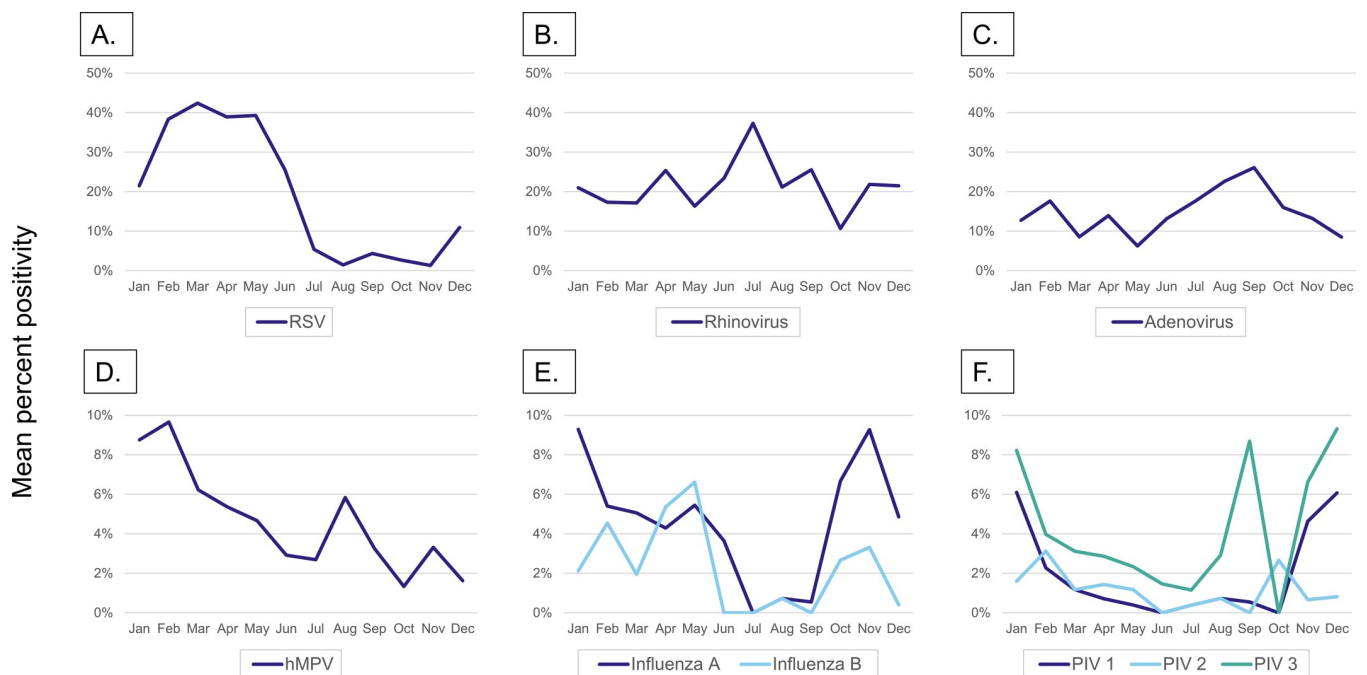 Mean percent positivity
A.
50%
40%
30%
20%
10%
0%
Jan Feb Mar Apr May Jun Jul Aug Sep Oct Nov Dec
RSV
B.
50%
40%
30%
20%
10%
0%
Jan Feb Mar Apr May Jun Jul Aug Sep Oct Nov Dec
Rhinovirus
C.
50%
40%
30%
20%
10%
0%
Jan Feb Mar Apr May Jun Jul Aug Sep Oct Nov Dec
Adenovirus
D.
10%
8%
6%
4%
2%
0%
Jan Feb Mar Apr May Jun Jul Aug Sep Oct Nov Dec
hMPV
E.
10%
8%
6%
4%
2%
0%
Jan Feb Mar Apr May Jun Jul Aug Sep Oct Nov Dec
Influenza A Influenza B
F.
10%
8%
6%
4%
2%
0%
Jan Feb Mar Apr May Jun Jul Aug Sep Oct Nov Dec
PIV 1 PIV 2 PIV 3